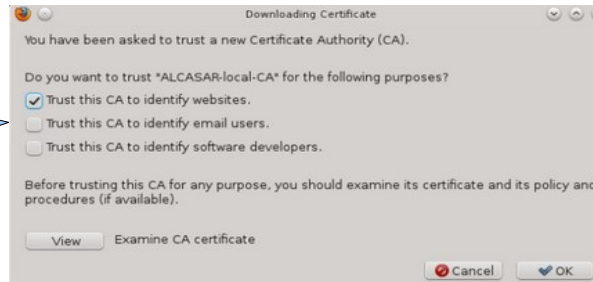 Downloading Certificate
You have been asked to trust a new Certificate Authority (CA).
Do you want to trust "ALCASAR-local-CA" for the following purposes?
Trust this CA to identify websites.
Trust this CA to identify email users.
Trust this CA to identify software developers.
Before trusting this CA for any purpose, you should examine its certificate and its policy and
procedures (if available).
View Examine CA certificate
Cancel OK